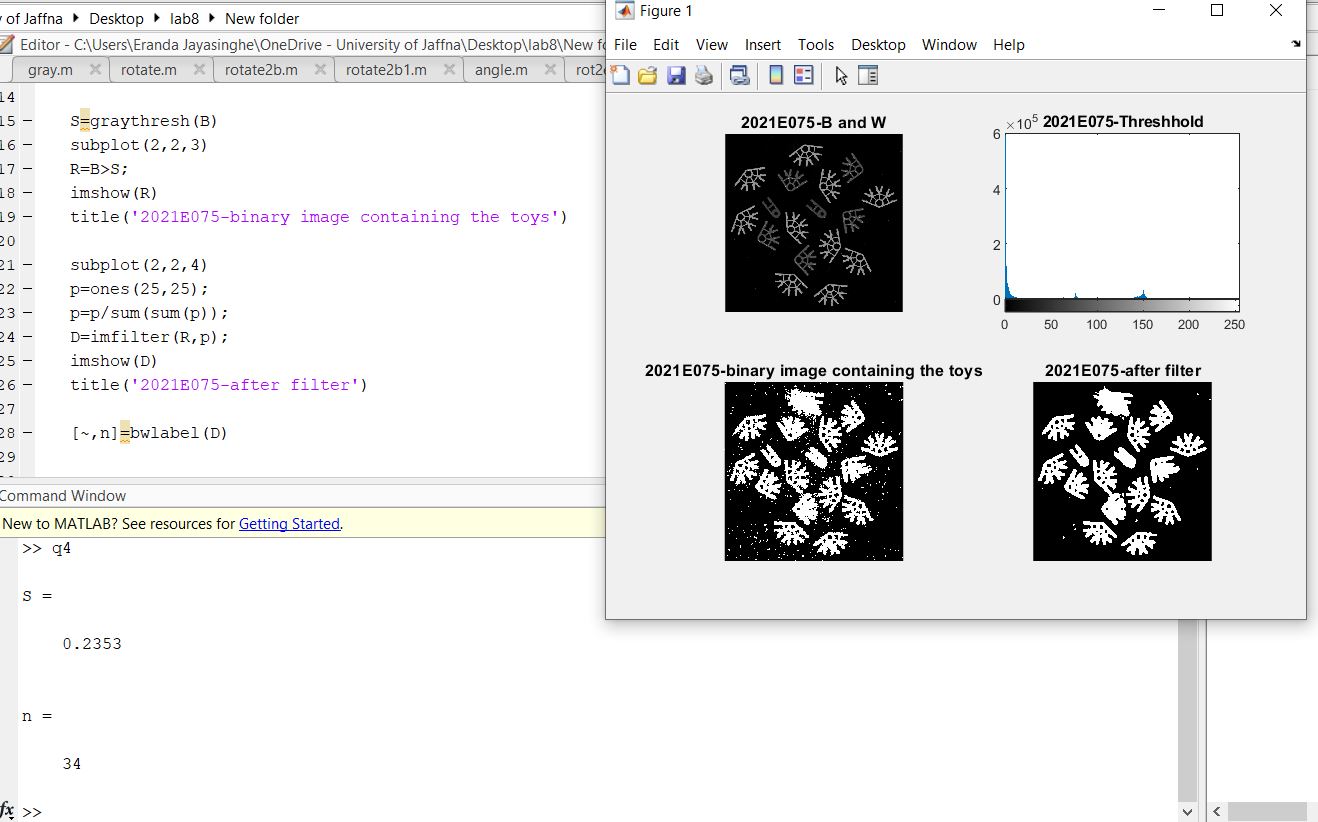 y of Jaffna ▸ Desktop ▸ lab8 ▸ New folder
Editor - C:\Users\Eranda Jayasinghe\OneDrive - University of Jaffna\Desktop\lab8\New fo
gray.m × rotate.m × rotate2b.m × rotate2b1.m × angle.m × rot2
14
15 – S=graythresh(B)
16 – subplot(2,2,3)
17 – R=B>S;
18 – imshow(R)
19 – title('2021E075-binary image containing the toys')
20
21 – subplot(2,2,4)
22 – p=ones(25,25);
23 – p=p/sum(sum(p));
24 – D=imfilter(R,p);
25 – imshow(D)
26 – title('2021E075-after filter')
27
28 – [~,n]=bwlabel(D)
29
Command Window
New to MATLAB? See resources for Getting Started.
>> q4
S =
0.2353
n =
34
fx >>
Figure 1
File Edit View Insert Tools Desktop Window Help
2021E075-B and W
×10^5 2021E075-Threshhold
6
4
2
0
0 50 100 150 200 250
2021E075-binary image containing the toys
2021E075-after filter